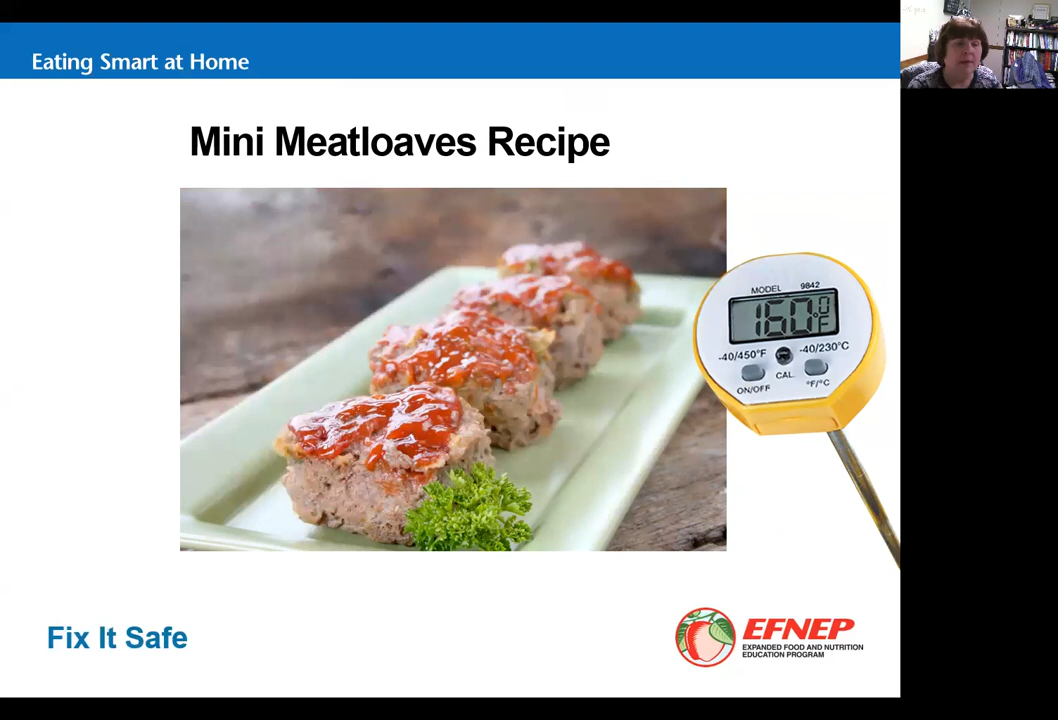 Eating Smart at Home
Mini Meatloaves Recipe
MODEL 9842
160.0°F
-40/450°F -40/230°C
CAL.
ON/OFF °F/°C
Fix It Safe
EFNEP
EXPANDED FOOD AND NUTRITION
EDUCATION PROGRAM